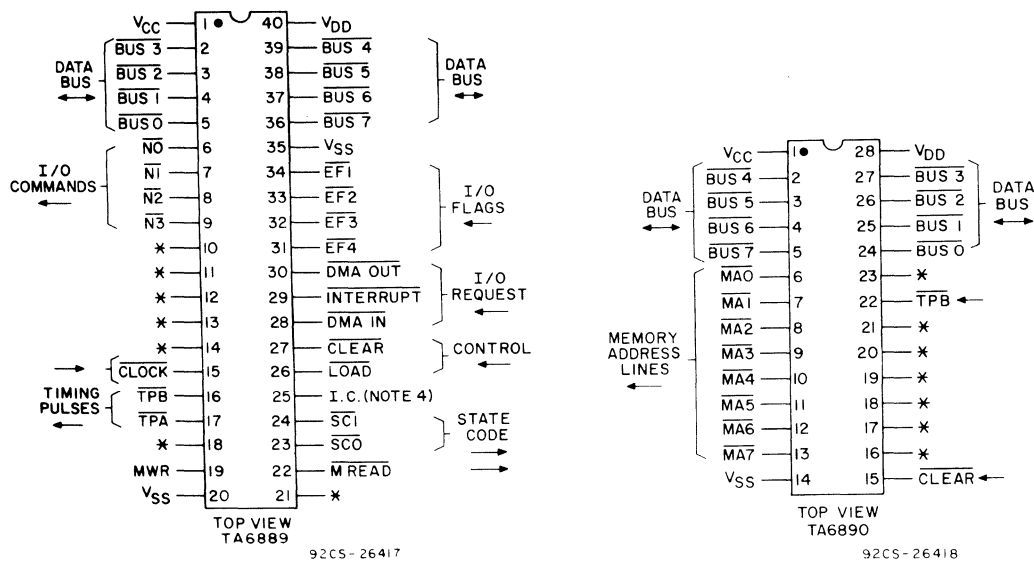 VCC 1 40 VDD
BUS 3 2 39 BUS 4
BUS 2 3 38 BUS 5
BUS 1 4 37 BUS 6
BUS 0 5 36 BUS 7
DATA BUS
DATA BUS
N0 6 35 VSS
N1 7 34 EF1
N2 8 33 EF2
N3 9 32 EF3
* 10 31 EF4
I/O COMMANDS
I/O FLAGS
* 11 30 DMA OUT
* 12 29 INTERRUPT
* 13 28 DMA IN
I/O REQUEST
* 14 27 CLEAR
CLOCK 15 26 LOAD
CONTROL
TPB 16 25 I.C. (NOTE 4)
TPA 17 24 SC1
* 18 23 SC0
TIMING PULSES
STATE CODE
MWR 19 22 M READ
VSS 20 21 *
TOP VIEW
TA6889
92CS-26417
VCC 1 28 VDD
BUS 4 2 27 BUS 3
BUS 5 3 26 BUS 2
BUS 6 4 25 BUS 1
BUS 7 5 24 BUS 0
DATA BUS
DATA BUS
MA0 6 23 *
MA1 7 22 TPB
MA2 8 21 *
MA3 9 20 *
MA4 10 19 *
MA5 11 18 *
MA6 12 17 *
MA7 13 16 *
MEMORY ADDRESS LINES
VSS 14 15 CLEAR
TOP VIEW
TA6890
92CS-26418